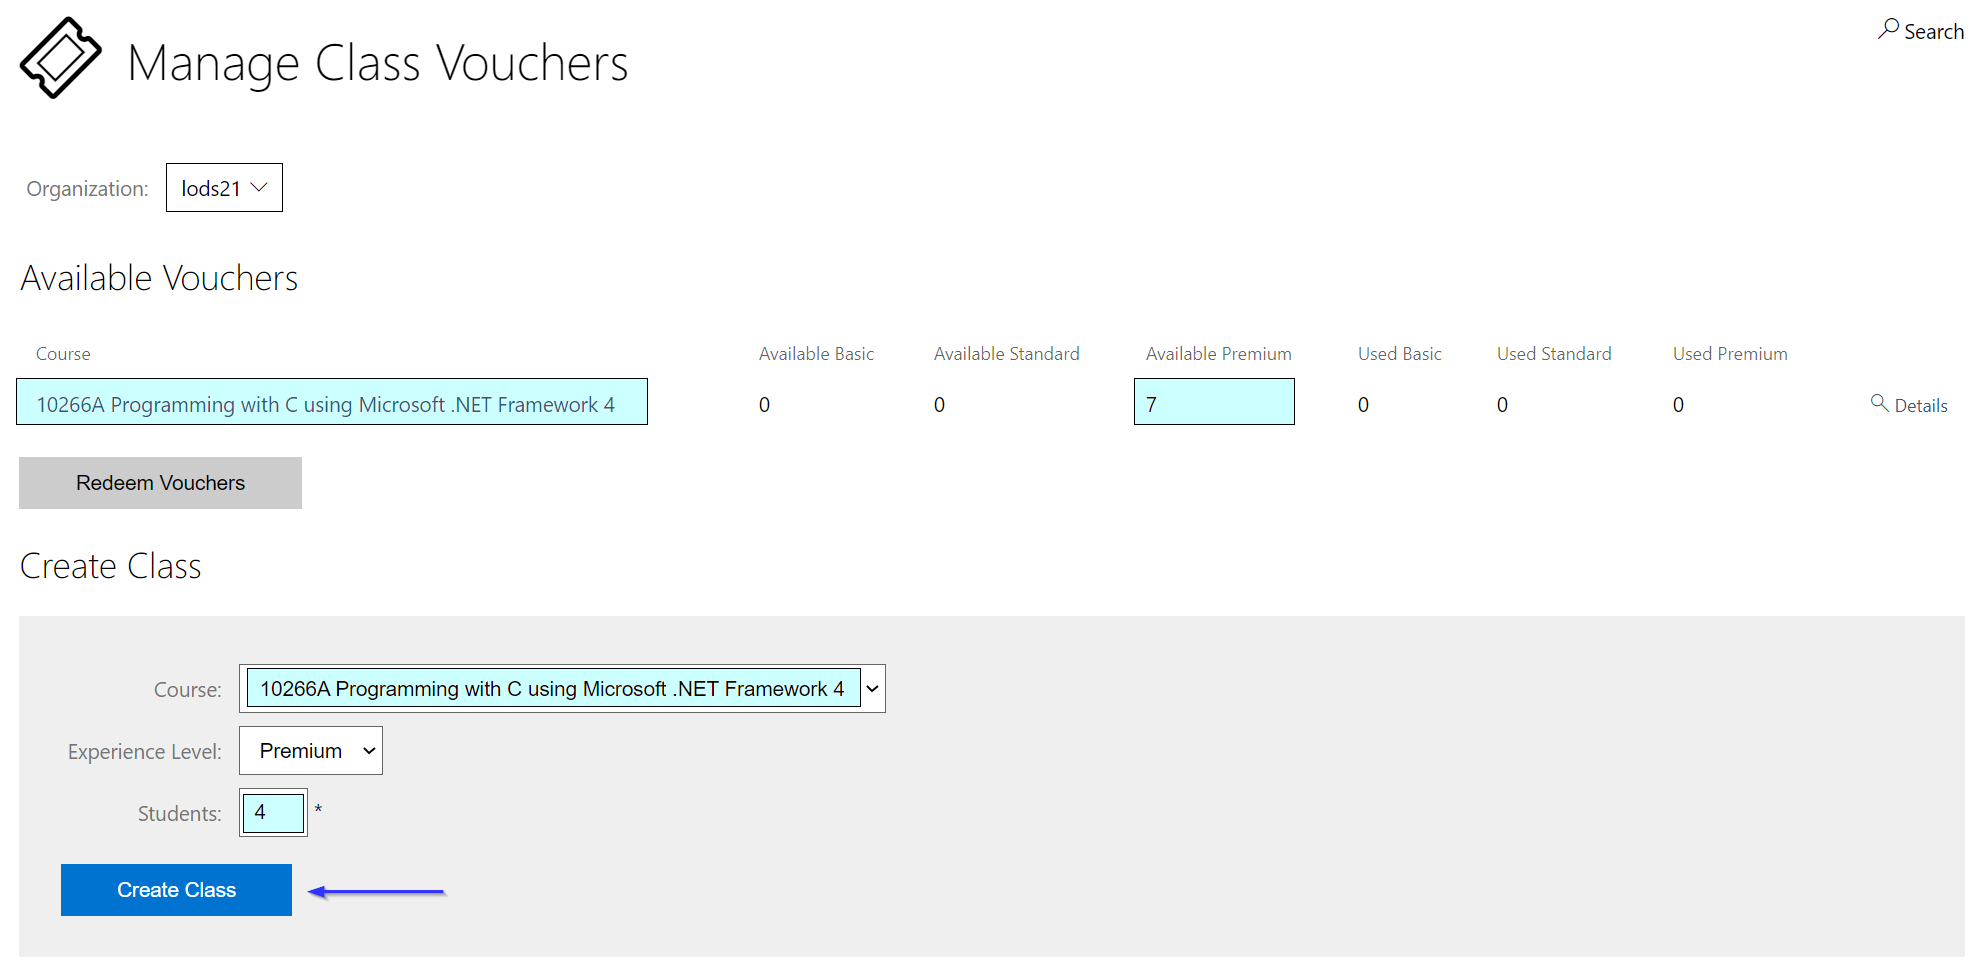 Manage Class Vouchers
Search
Organization: lods21
Available Vouchers
Course Available Basic Available Standard Available Premium Used Basic Used Standard Used Premium
10266A Programming with C using Microsoft .NET Framework 4 0 0 7 0 0 0 Details
Redeem Vouchers
Create Class
Course: 10266A Programming with C using Microsoft .NET Framework 4
Experience Level: Premium
Students: 4 *
Create Class